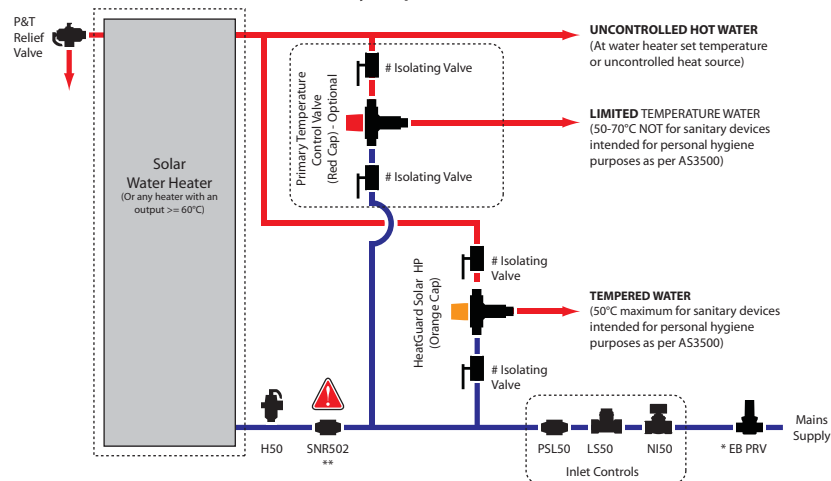 P&T
Relief
Valve
Solar
Water Heater
(Or any heater with an
output >= 60°C)
Primary Temperature
Control Valve
(Red Cap) - Optional
# Isolating Valve
# Isolating Valve
UNCONTROLLED HOT WATER
(At water heater set temperature
or uncontrolled heat source)
LIMITED TEMPERATURE WATER
(50-70°C NOT for sanitary devices
intended for personal hygiene
purposes as per AS3500)
HeatGuard Solar HP
(Orange Cap)
# Isolating
Valve
# Isolating
Valve
TEMPERED WATER
(50°C maximum for sanitary devices
intended for personal hygiene
purposes as per AS3500)
H50
SNR502
**
PSL50
LS50
NI50
Inlet Controls
* EB PRV
Mains
Supply